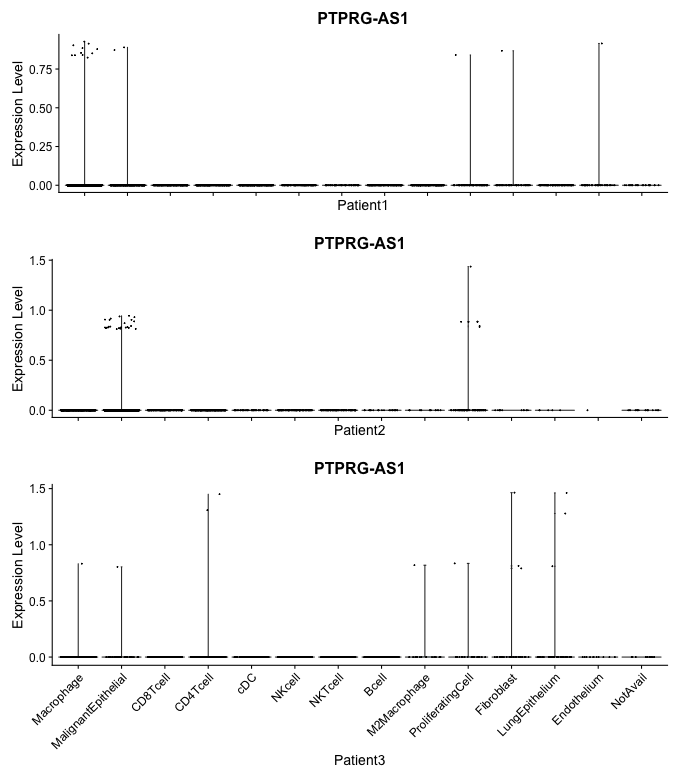 PTPRG-AS1
Expression Level
0.75
0.50
0.25
0.00
Patient1
PTPRG-AS1
Expression Level
1.5
1.0
0.5
0.0
Patient2
PTPRG-AS1
Expression Level
1.5
1.0
0.5
0.0
Macrophage
MalignantEpithelial
CD8Tcell
CD4Tcell
cDC
NKcell
NKTcell
Bcell
M2Macrophage
ProliferatingCell
Fibroblast
LungEpithelium
Endothelium
NotAvail
Patient3